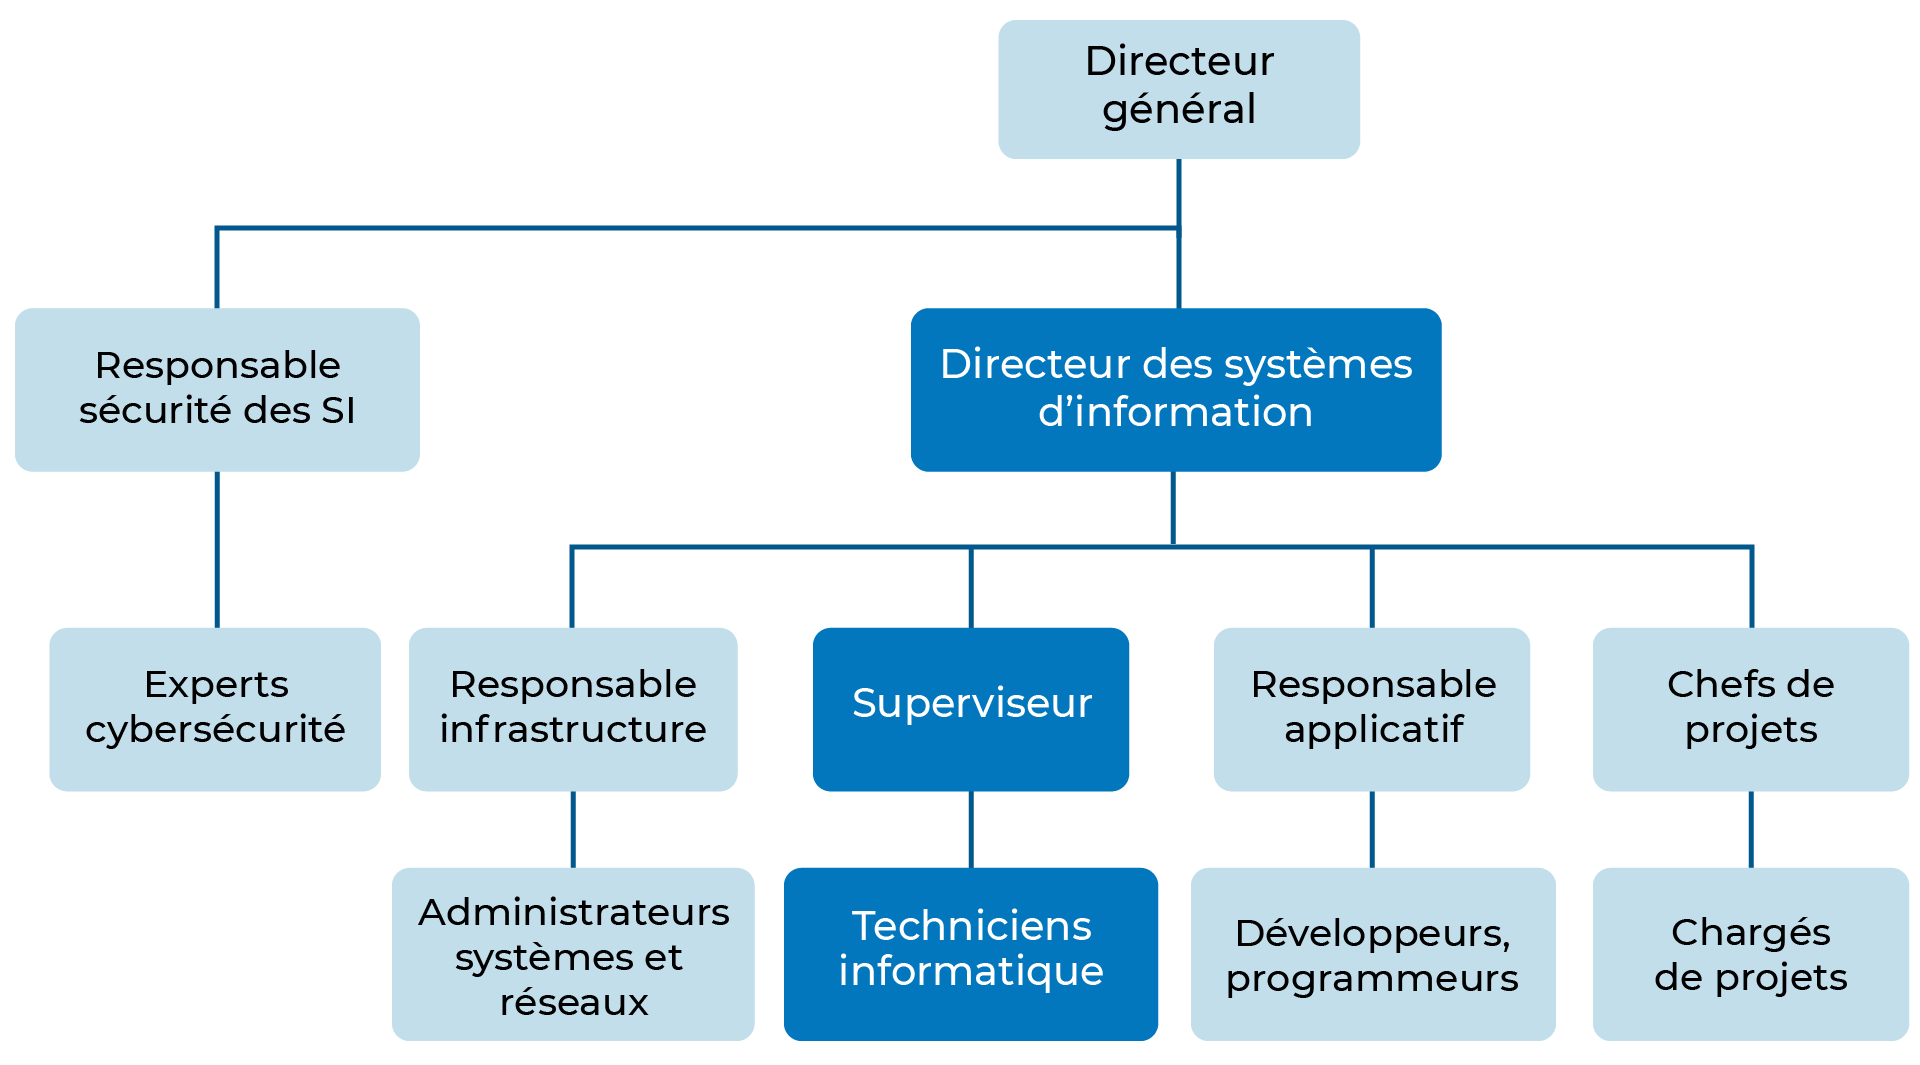 Directeur
général
Responsable
sécurité des SI
Directeur des systèmes
d’information
Experts
cybersécurité
Responsable
infrastructure
Superviseur
Responsable
applicatif
Chefs de
projets
Administrateurs
systèmes et
réseaux
Techniciens
informatique
Développeurs,
programmeurs
Chargés
de projets